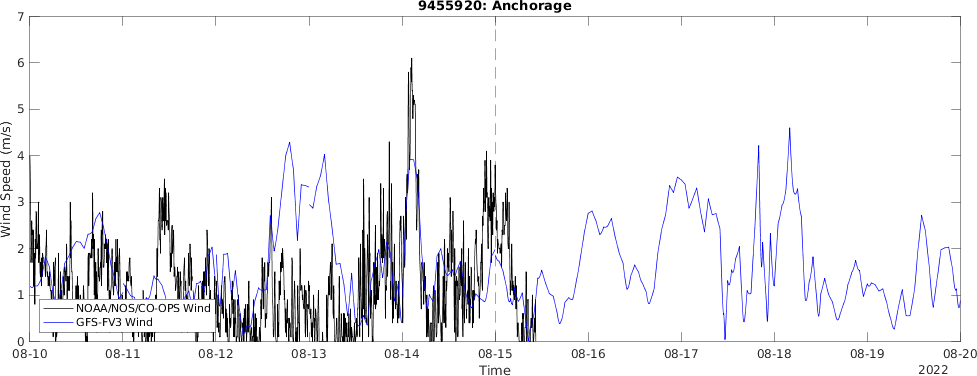 9455920: Anchorage
Wind Speed (m/s)
7
6
5
4
3
2
1
0
NOAA/NOS/CO-OPS Wind
GFS-FV3 Wind
08-10 08-11 08-12 08-13 08-14 08-15 08-16 08-17 08-18 08-19 08-20
Time
2022